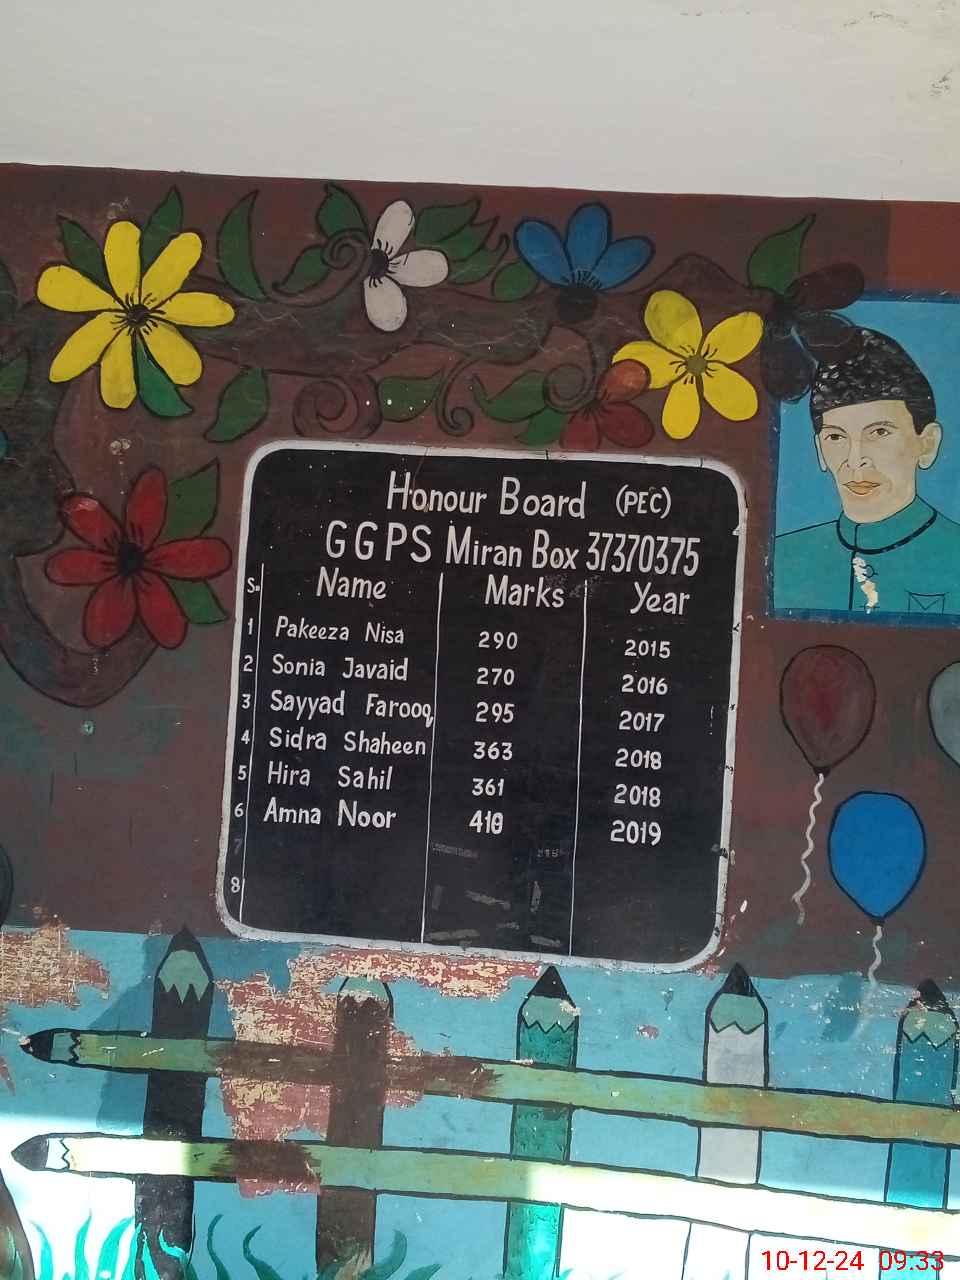 Honour Board (PEC)
GGPS Miran Box 37370375
S# Name Marks Year
1 Pakeeza Nisa 290 2015
2 Sonia Javaid 270 2016
3 Sayyad Farooq 295 2017
4 Sidra Shaheen 363 2018
5 Hira Sahil 361 2018
6 Amna Noor 410 2019
7
8
10-12-24 09:33